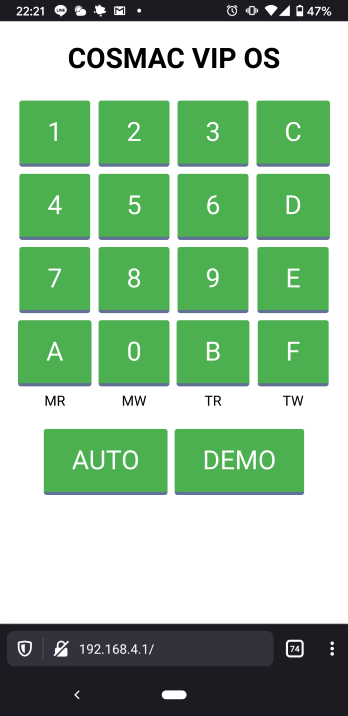 22:21 47%
COSMAC VIP OS
1 2 3 C
4 5 6 D
7 8 9 E
A 0 B F
MR MW TR TW
AUTO DEMO
192.168.4.1/ 74